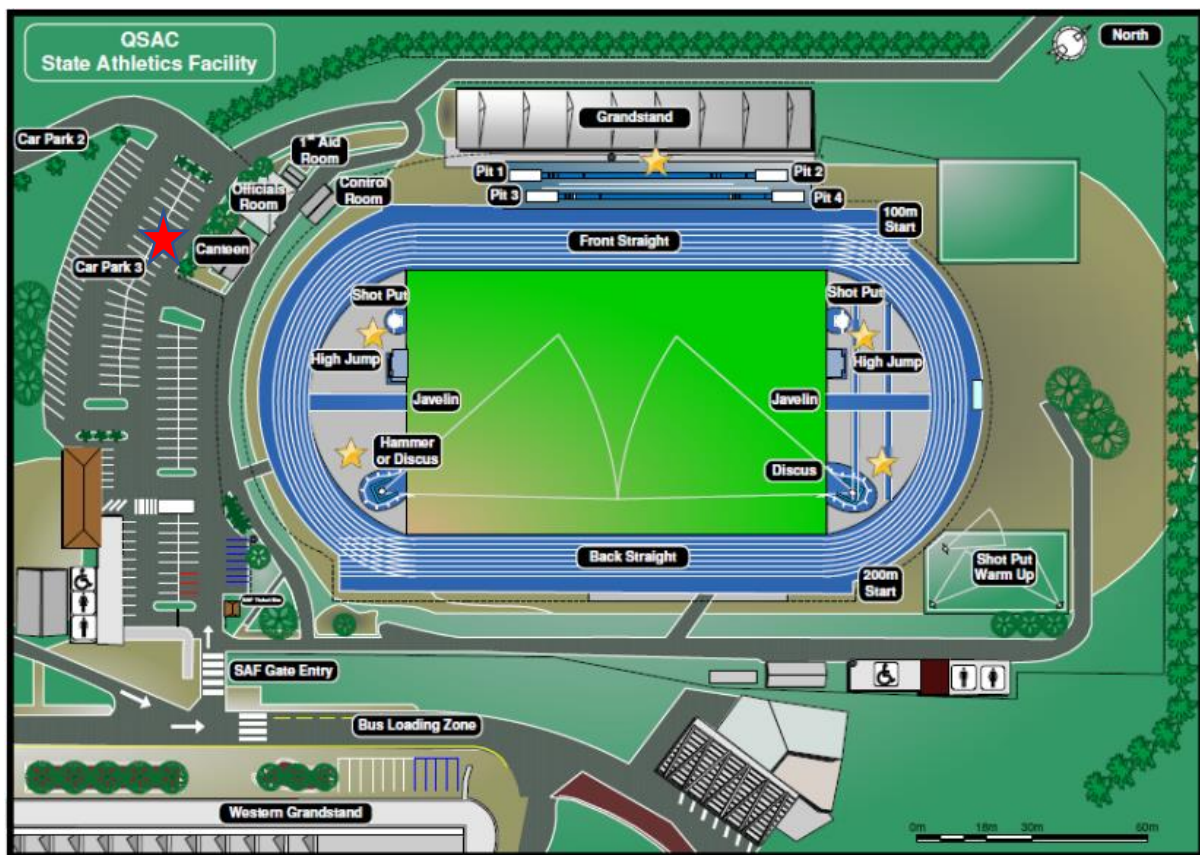 QSAC
State Athletics Facility
North
Car Park 2
1st Aid
Room
Grandstand
Pit 1
Pit 2
Pit 3
Pit 4
Officials
Room
Control
Room
100m
Start
Canteen
Front Straight
Car Park 3
Shot Put
Shot Put
High Jump
High Jump
Javelin
Javelin
Hammer
or Discus
Discus
Back Straight
Shot Put
Warm Up
200m
Start
SAF Gate Entry
Bus Loading Zone
Western Grandstand
0m
18m
30m
60m